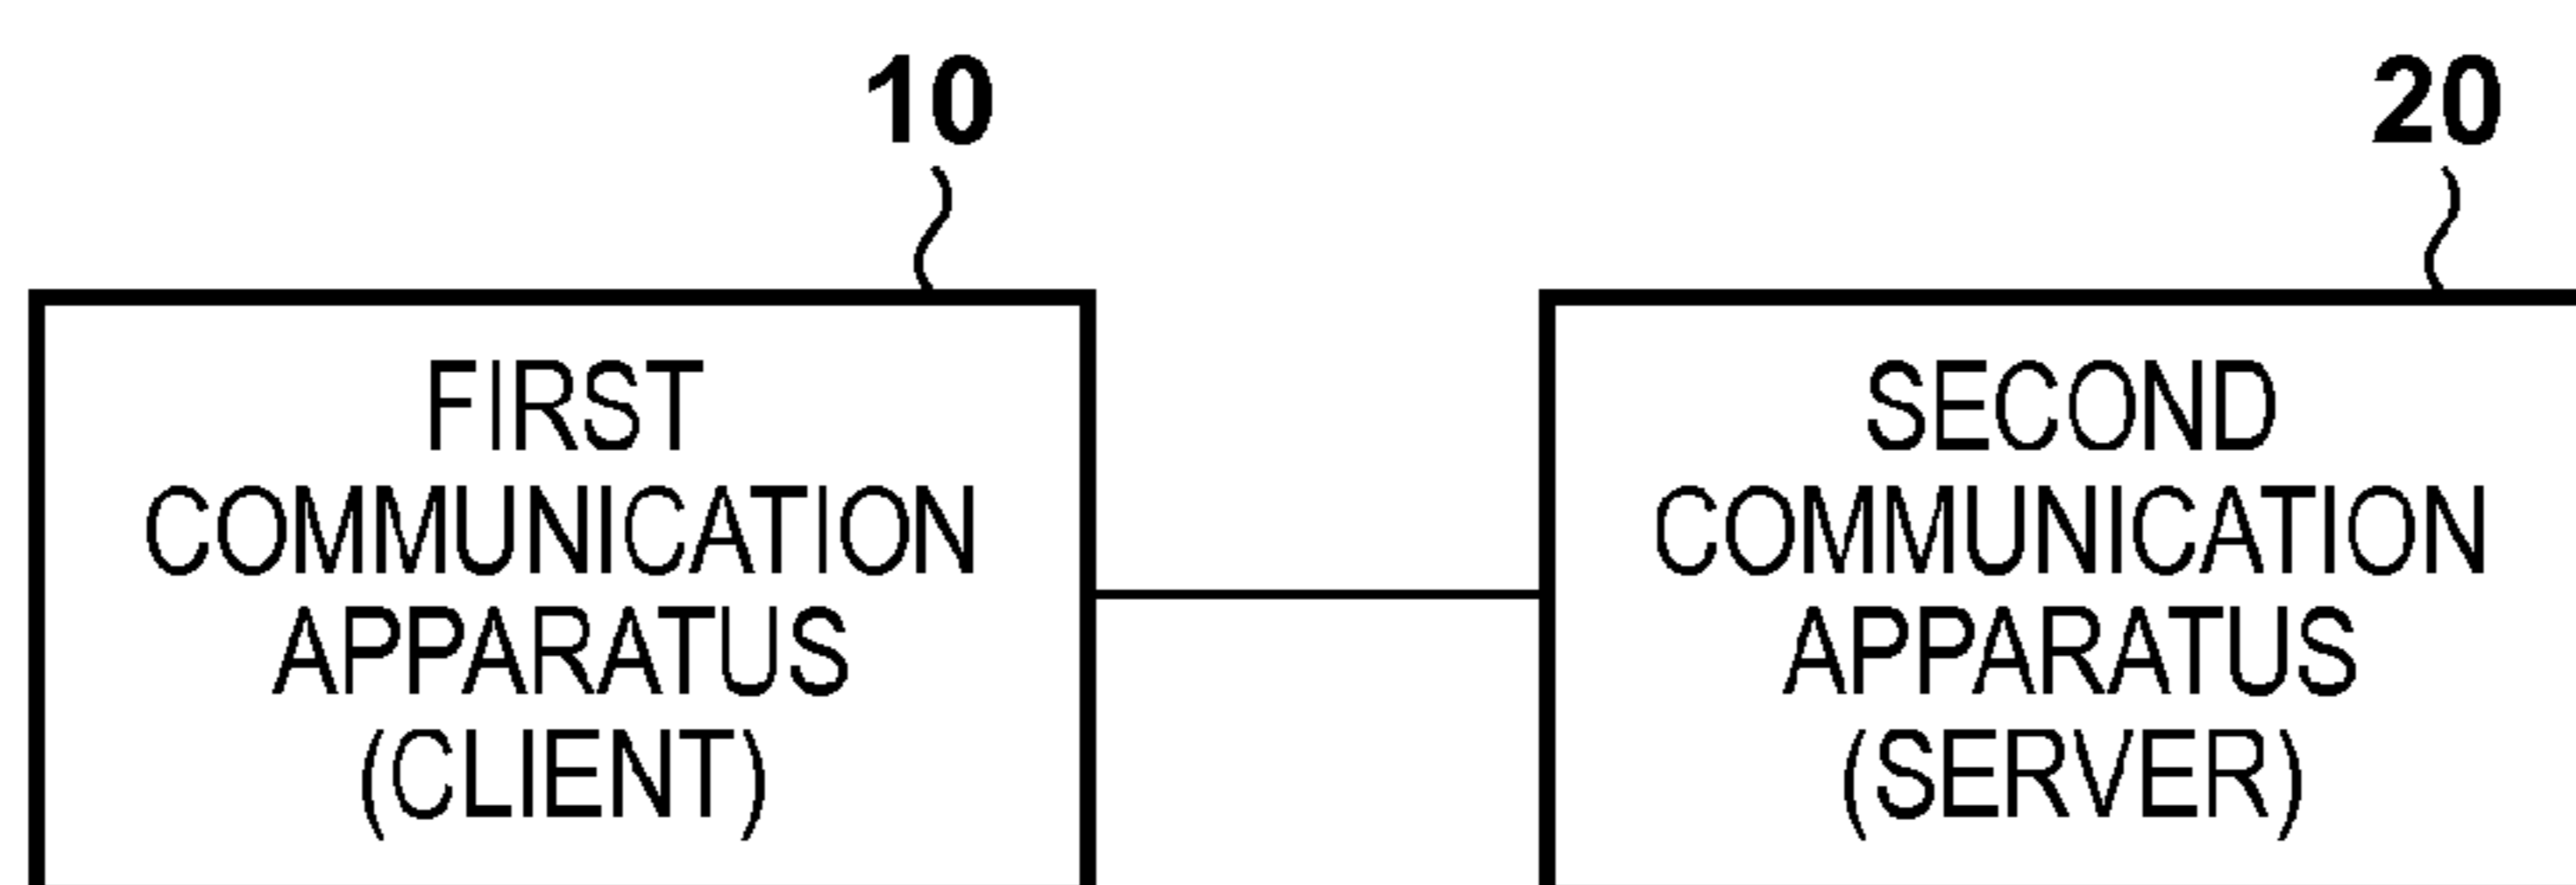 10
20
FIRST
COMMUNICATION
APPARATUS
(CLIENT)
SECOND
COMMUNICATION
APPARATUS
(SERVER)